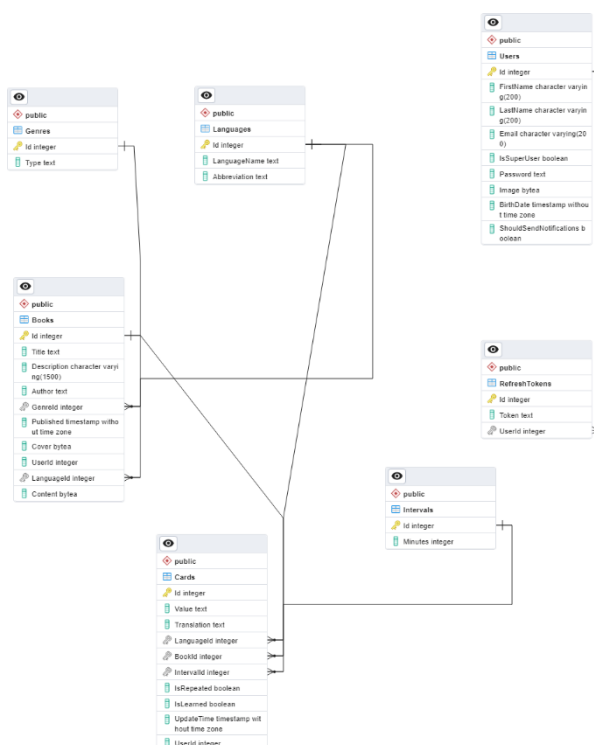 public
Users
Id integer
FirstName character varyin
g(200)
LastName character varyin
g(200)
Email character varying(20
0)
IsSuperUser boolean
Password text
Image bytea
BirthDate timestamp withou
t time zone
ShouldSendNotifications b
oolean
public
Genres
Id integer
Type text
public
Languages
Id integer
LanguageName text
Abbreviation text
public
Books
Id integer
Title text
Description character varyi
ng(1500)
Author text
GenreId integer
Published timestamp witho
ut time zone
Cover bytea
UserId integer
LanguageId integer
Content bytea
public
RefreshTokens
Id integer
Token text
UserId integer
public
Intervals
Id integer
Minutes integer
public
Cards
Id integer
Value text
Translation text
LanguageId integer
BookId integer
IntervalId integer
IsRepeated boolean
IsLearned boolean
UpdateTime timestamp wit
hout time zone
UserId integer